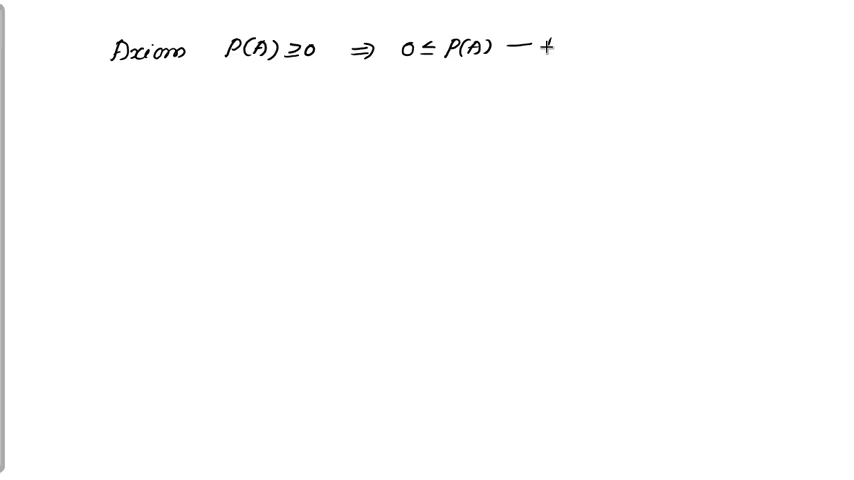 Axiom P(A) ≥ 0 ⇒ 0 ≤ P(A) —